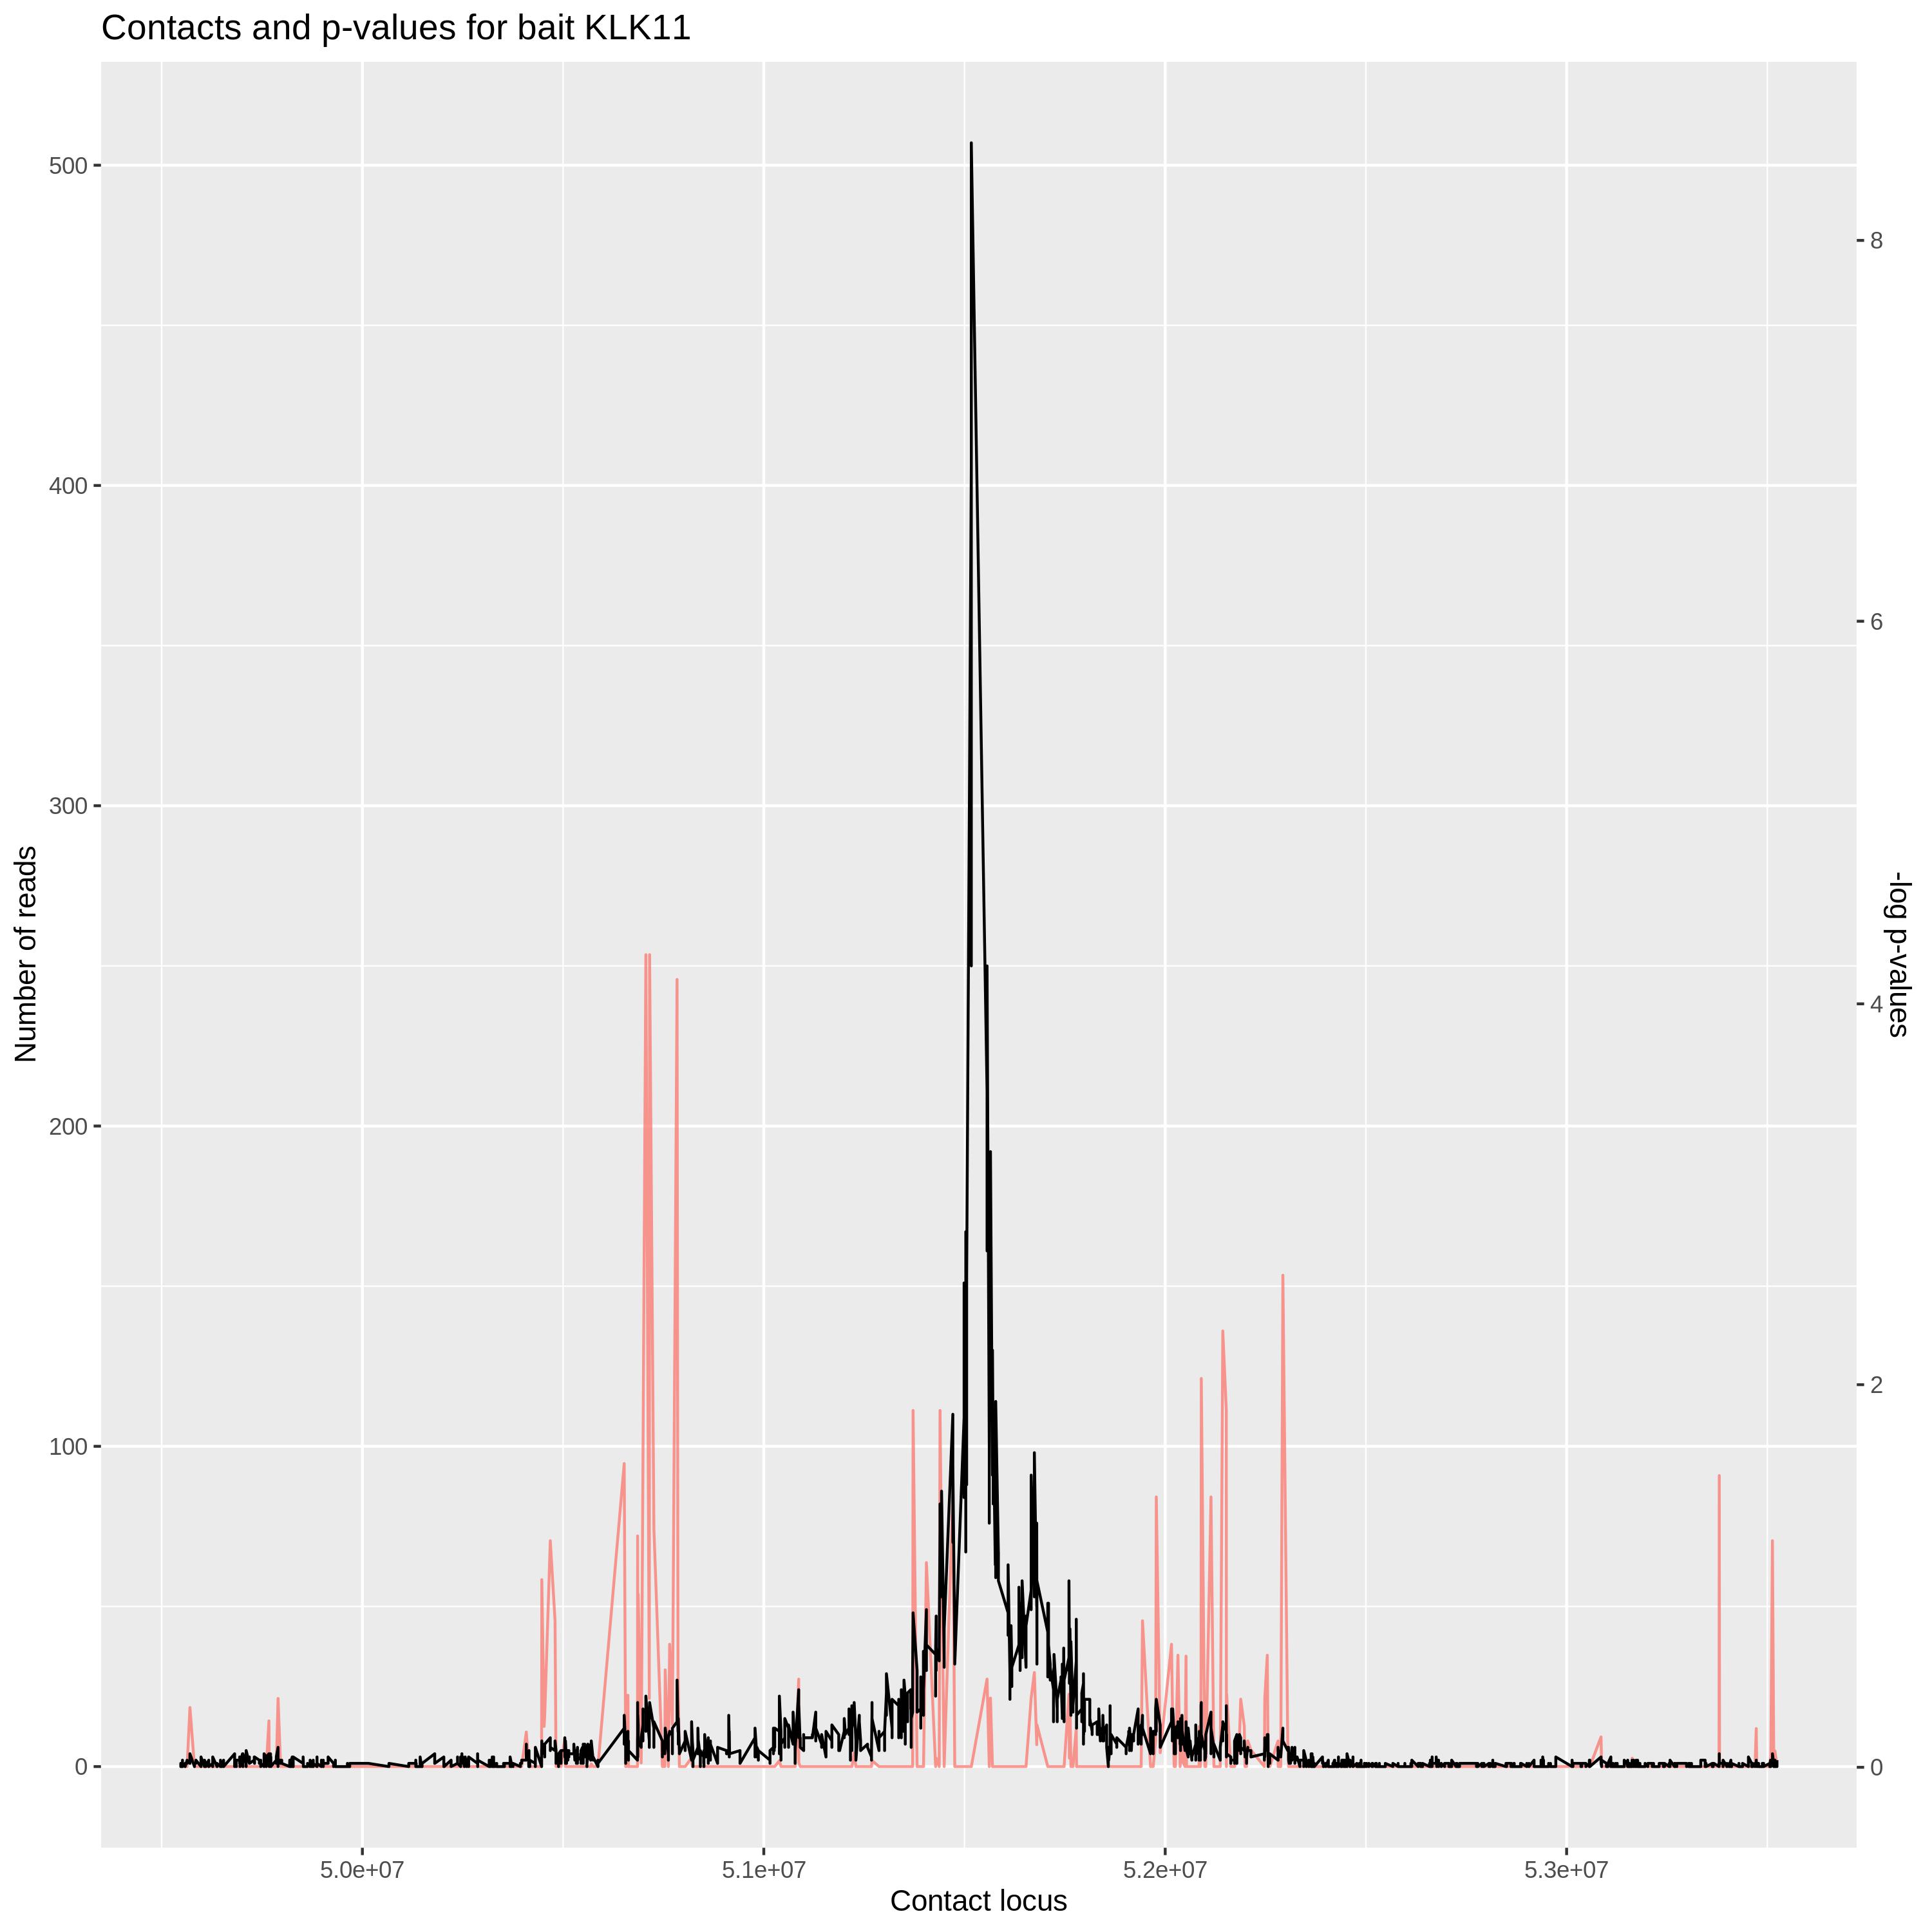 Contacts and p-values for bait KLK11
500
400
300
200
100
0
Number of reads
8
6
4
2
0
-log p-values
5.0e+07
5.1e+07
5.2e+07
5.3e+07
Contact locus